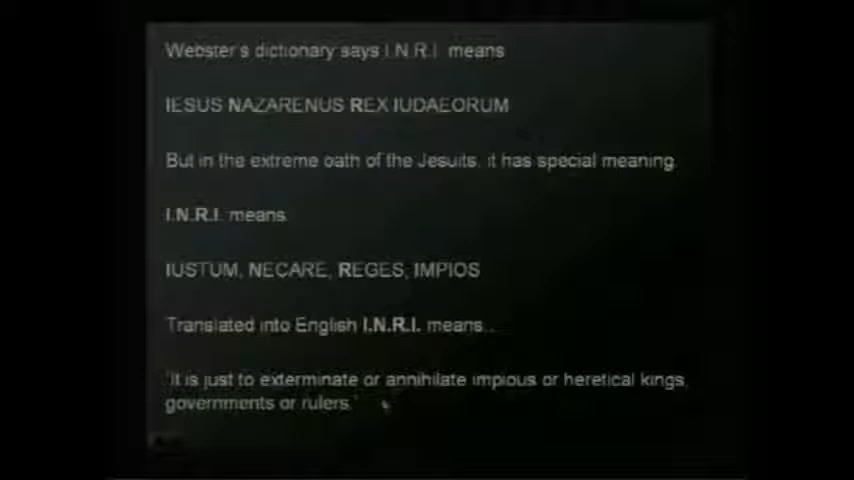 Webster's dictionary says I.N.R.I. means
IESUS NAZARENUS REX IUDAEORUM
But in the extreme oath of the Jesuits, it has special meaning.
I.N.R.I. means
IUSTUM, NECARE, REGES, IMPIOS
Translated into English I.N.R.I. means...
'It is just to exterminate or annihilate impious or heretical kings,
governments or rulers.'